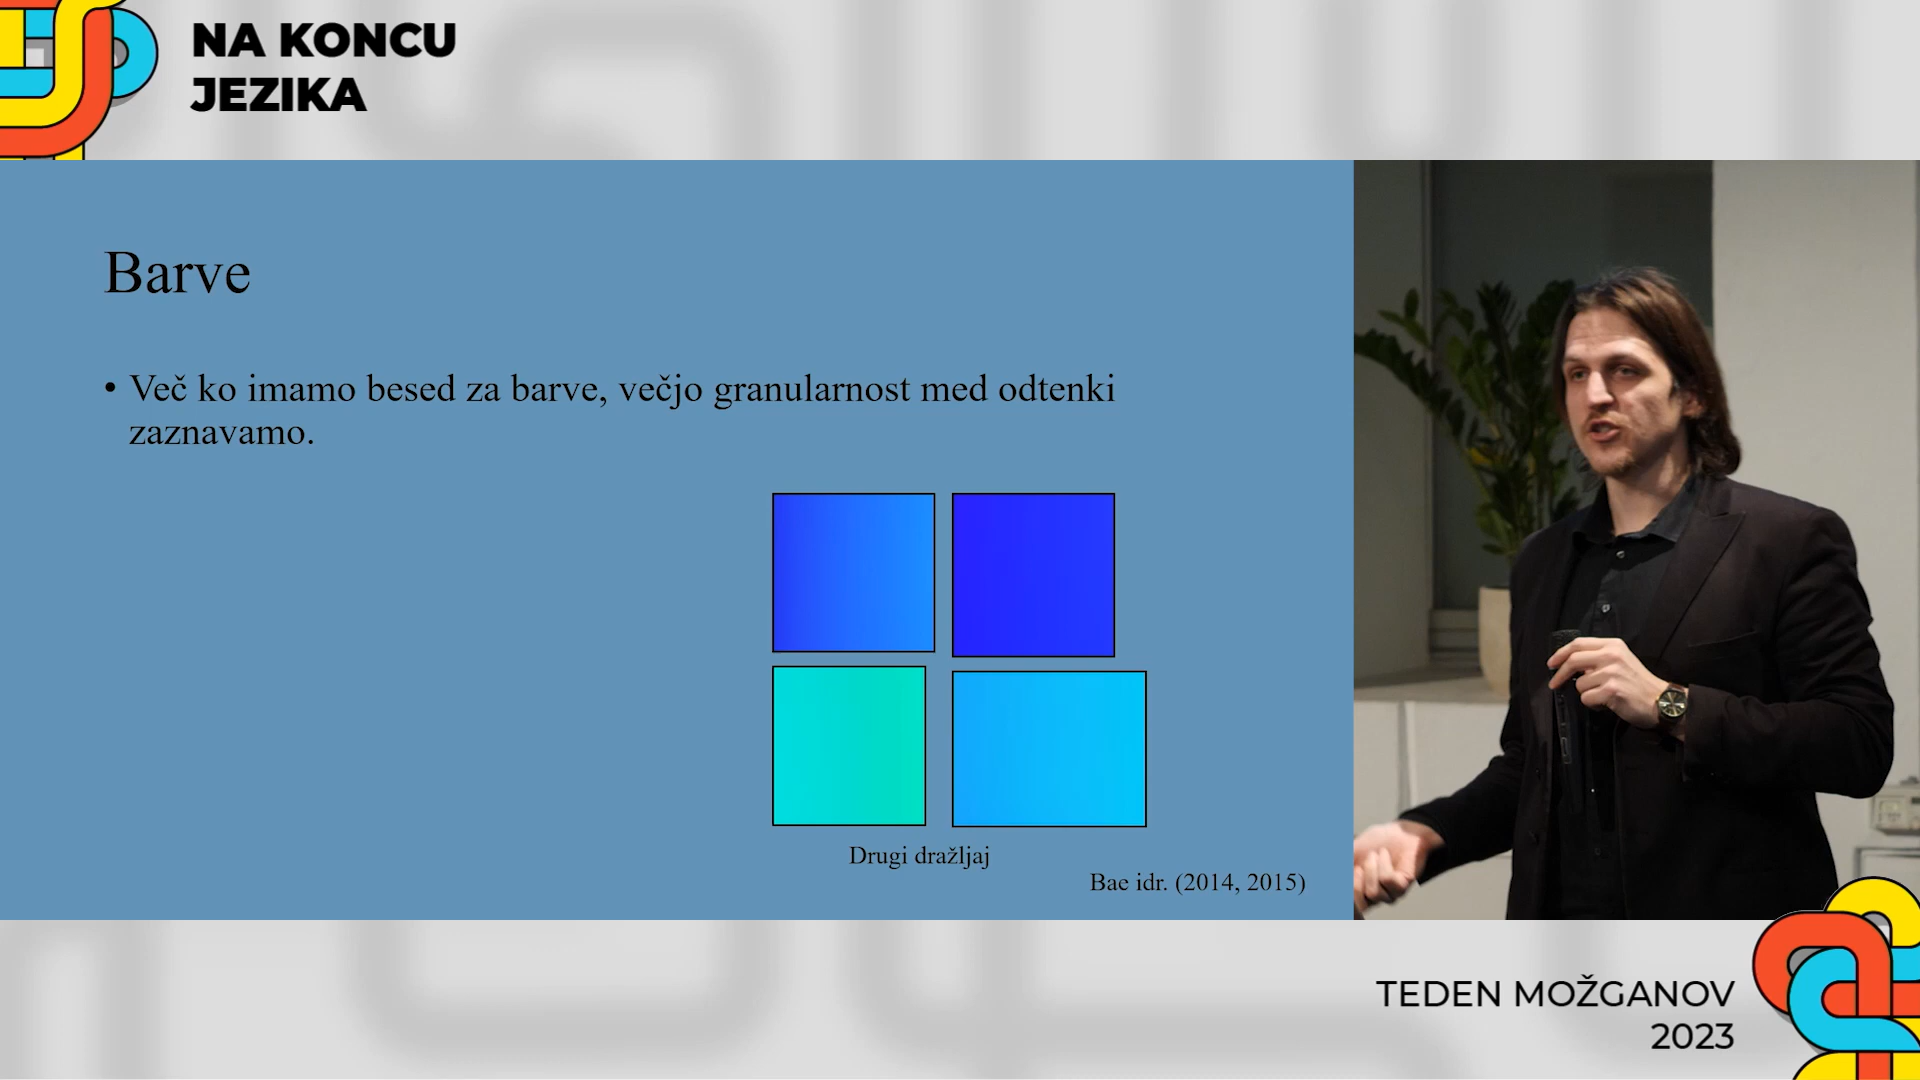 NA KONCU
JEZIKA
Barve
• Več ko imamo besed za barve, večjo granularnost med odtenki
zaznavamo.
Drugi dražljaj
Bae idr. (2014, 2015)
TEDEN MOŽGANOV
2023